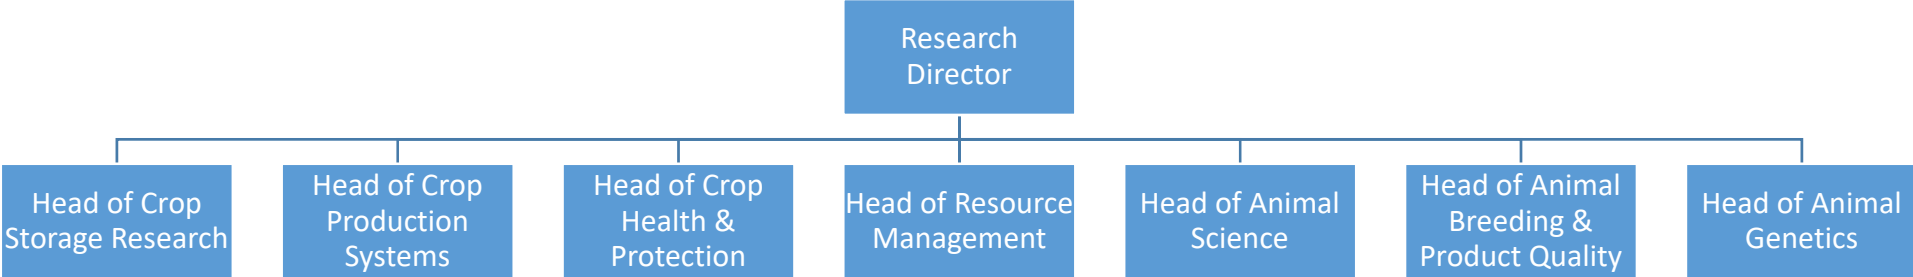 Research
Director
Head of Crop
Storage Research
Head of Crop
Production
Systems
Head of Crop
Health &
Protection
Head of Resource
Management
Head of Animal
Science
Head of Animal
Breeding &
Product Quality
Head of Animal
Genetics